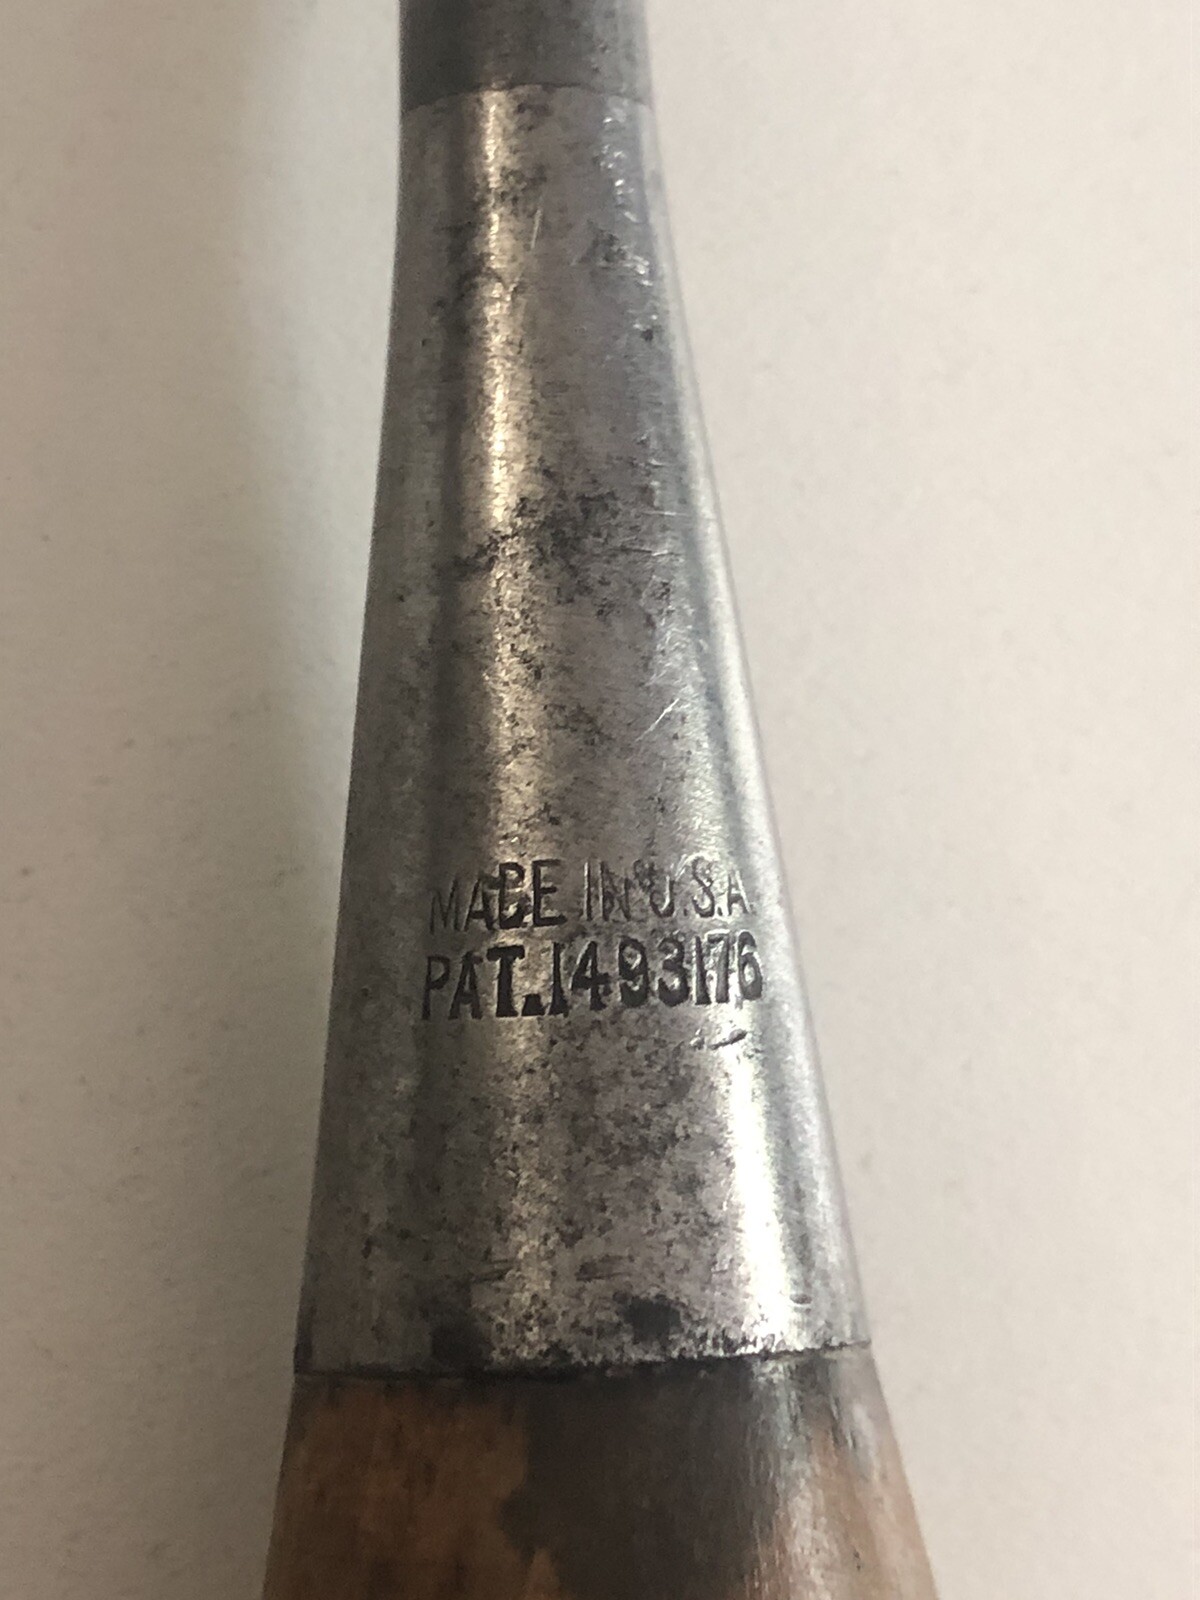 MADE IN U.S.A.
PAT. 1493176